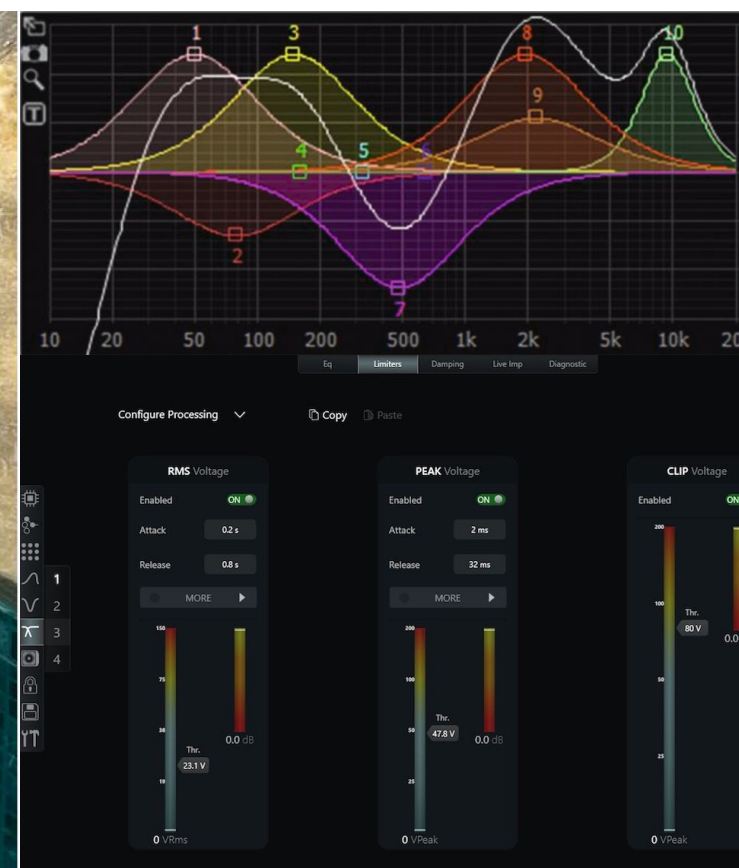 1
3
8
10
9
4
5
6
2
7
T
10 20 50 100 200 500 1k 2k 5k 10k
Eq Limiters Damping Live Imp Diagnostic
Configure Processing Copy Paste
RMS Voltage
Enabled ON
Attack 0.2 s
Release 0.8 s
MORE
150
75
38
19
Thr.
23.1 V
0.0 dB
0 VRms
PEAK Voltage
Enabled ON
Attack 2 ms
Release 32 ms
MORE
200
100
50
25
Thr.
47.8 V
0.0 dB
0 VPeak
CLIP Voltage
Enabled ON
200
100
50
25
Thr.
80 V
0.0
0 VPeak
1
2
3
4